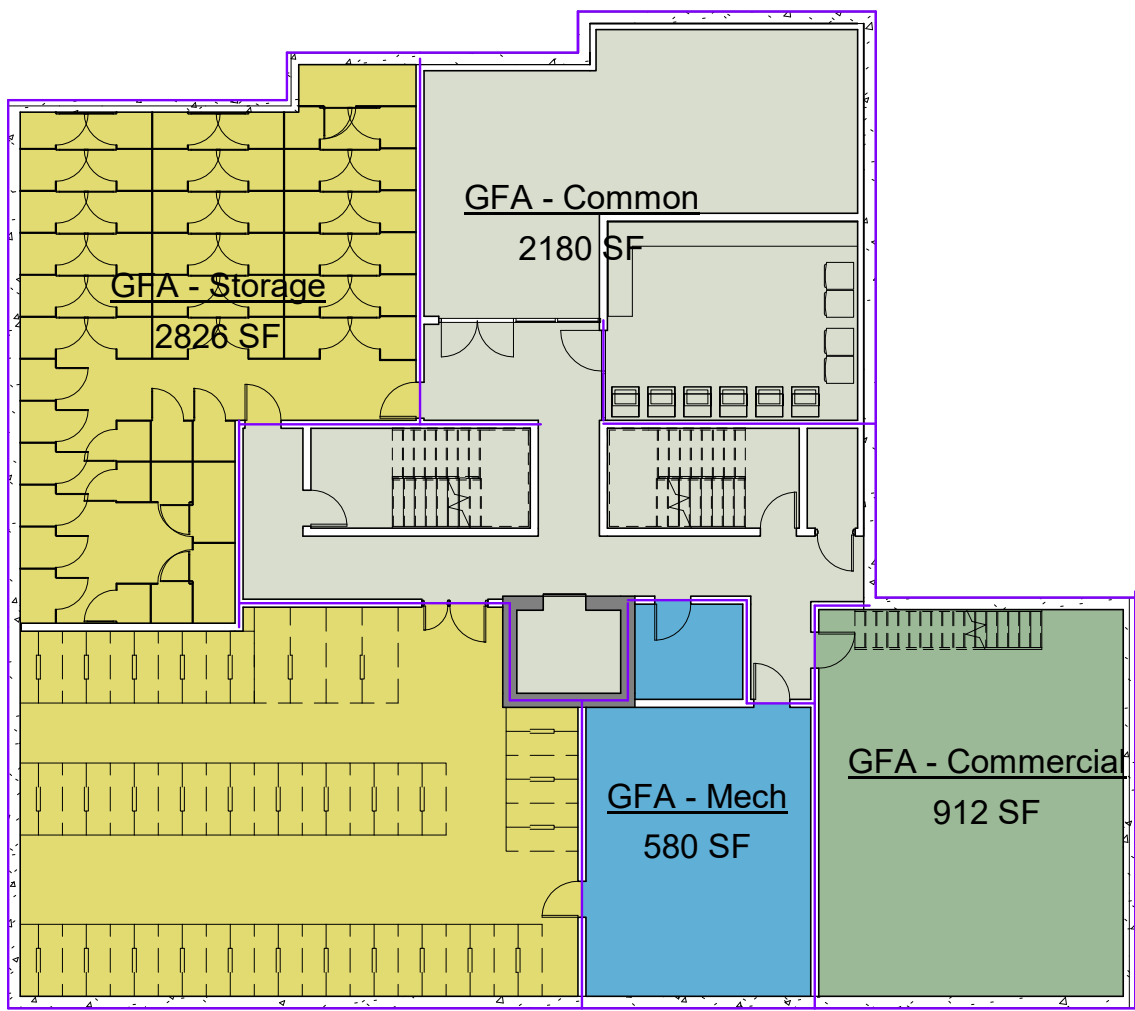 GFA - Common
2180 SF
GFA - Storage
2826 SF
GFA - Mech
580 SF
GFA - Commercial
912 SF